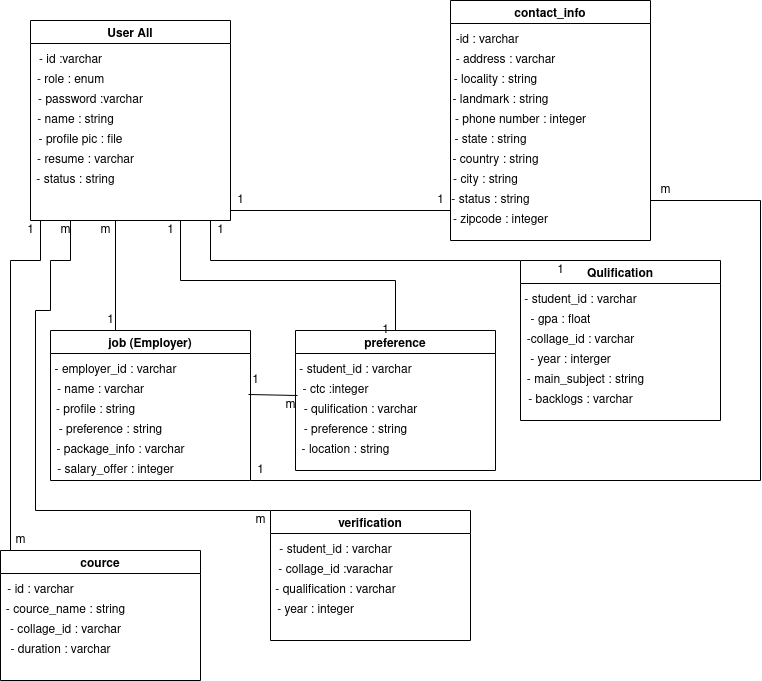 User All
- id :varchar
- role : enum
- password :varchar
- name : string
- profile pic : file
- resume : varchar
- status : string
contact_info
-id : varchar
- address : varchar
- locality : string
- landmark : string
- phone number : integer
- state : string
- country : string
- city : string
- status : string
- zipcode : integer
1
1
m
1
m
m
1
1
1
Qulification
- student_id : varchar
- gpa : float
-collage_id : varchar
- year : interger
- main_subject : string
- backlogs : varchar
1
1
job (Employer)
- employer_id : varchar
- name : varchar
- profile : string
- preference : string
- package_info : varchar
- salary_offer : integer
1
m
1
preference
- student_id : varchar
- ctc :integer
- qulification : varchar
- preference : string
- location : string
m
verification
- student_id : varchar
- collage_id :varachar
- qualification : varchar
- year : integer
m
cource
- id : varchar
- cource_name : string
- collage_id : varchar
- duration : varchar